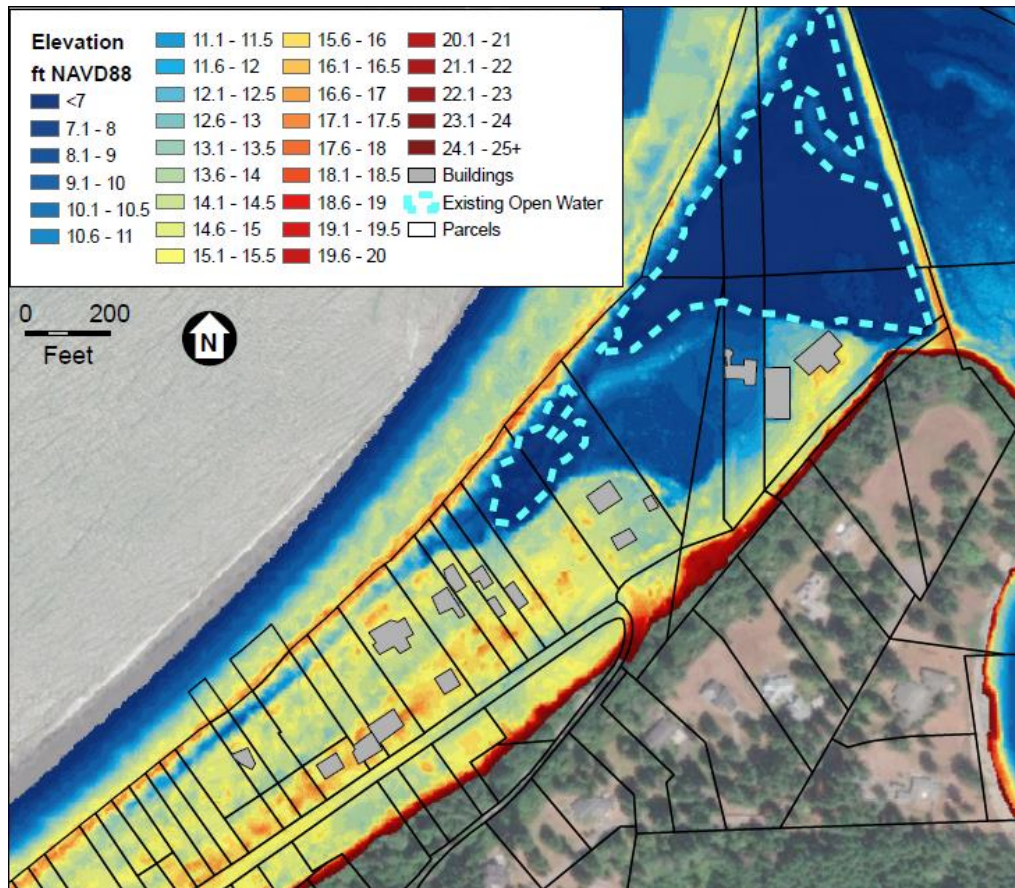 Elevation
ft NAVD88
<7
7.1 - 8
8.1 - 9
9.1 - 10
10.1 - 10.5
10.6 - 11
11.1 - 11.5
11.6 - 12
12.1 - 12.5
12.6 - 13
13.1 - 13.5
13.6 - 14
14.1 - 14.5
14.6 - 15
15.1 - 15.5
15.6 - 16
16.1 - 16.5
16.6 - 17
17.1 - 17.5
17.6 - 18
18.1 - 18.5
18.6 - 19
19.1 - 19.5
19.6 - 20
20.1 - 21
21.1 - 22
22.1 - 23
23.1 - 24
24.1 - 25+
Buildings
Existing Open Water
Parcels
0 200
Feet
N